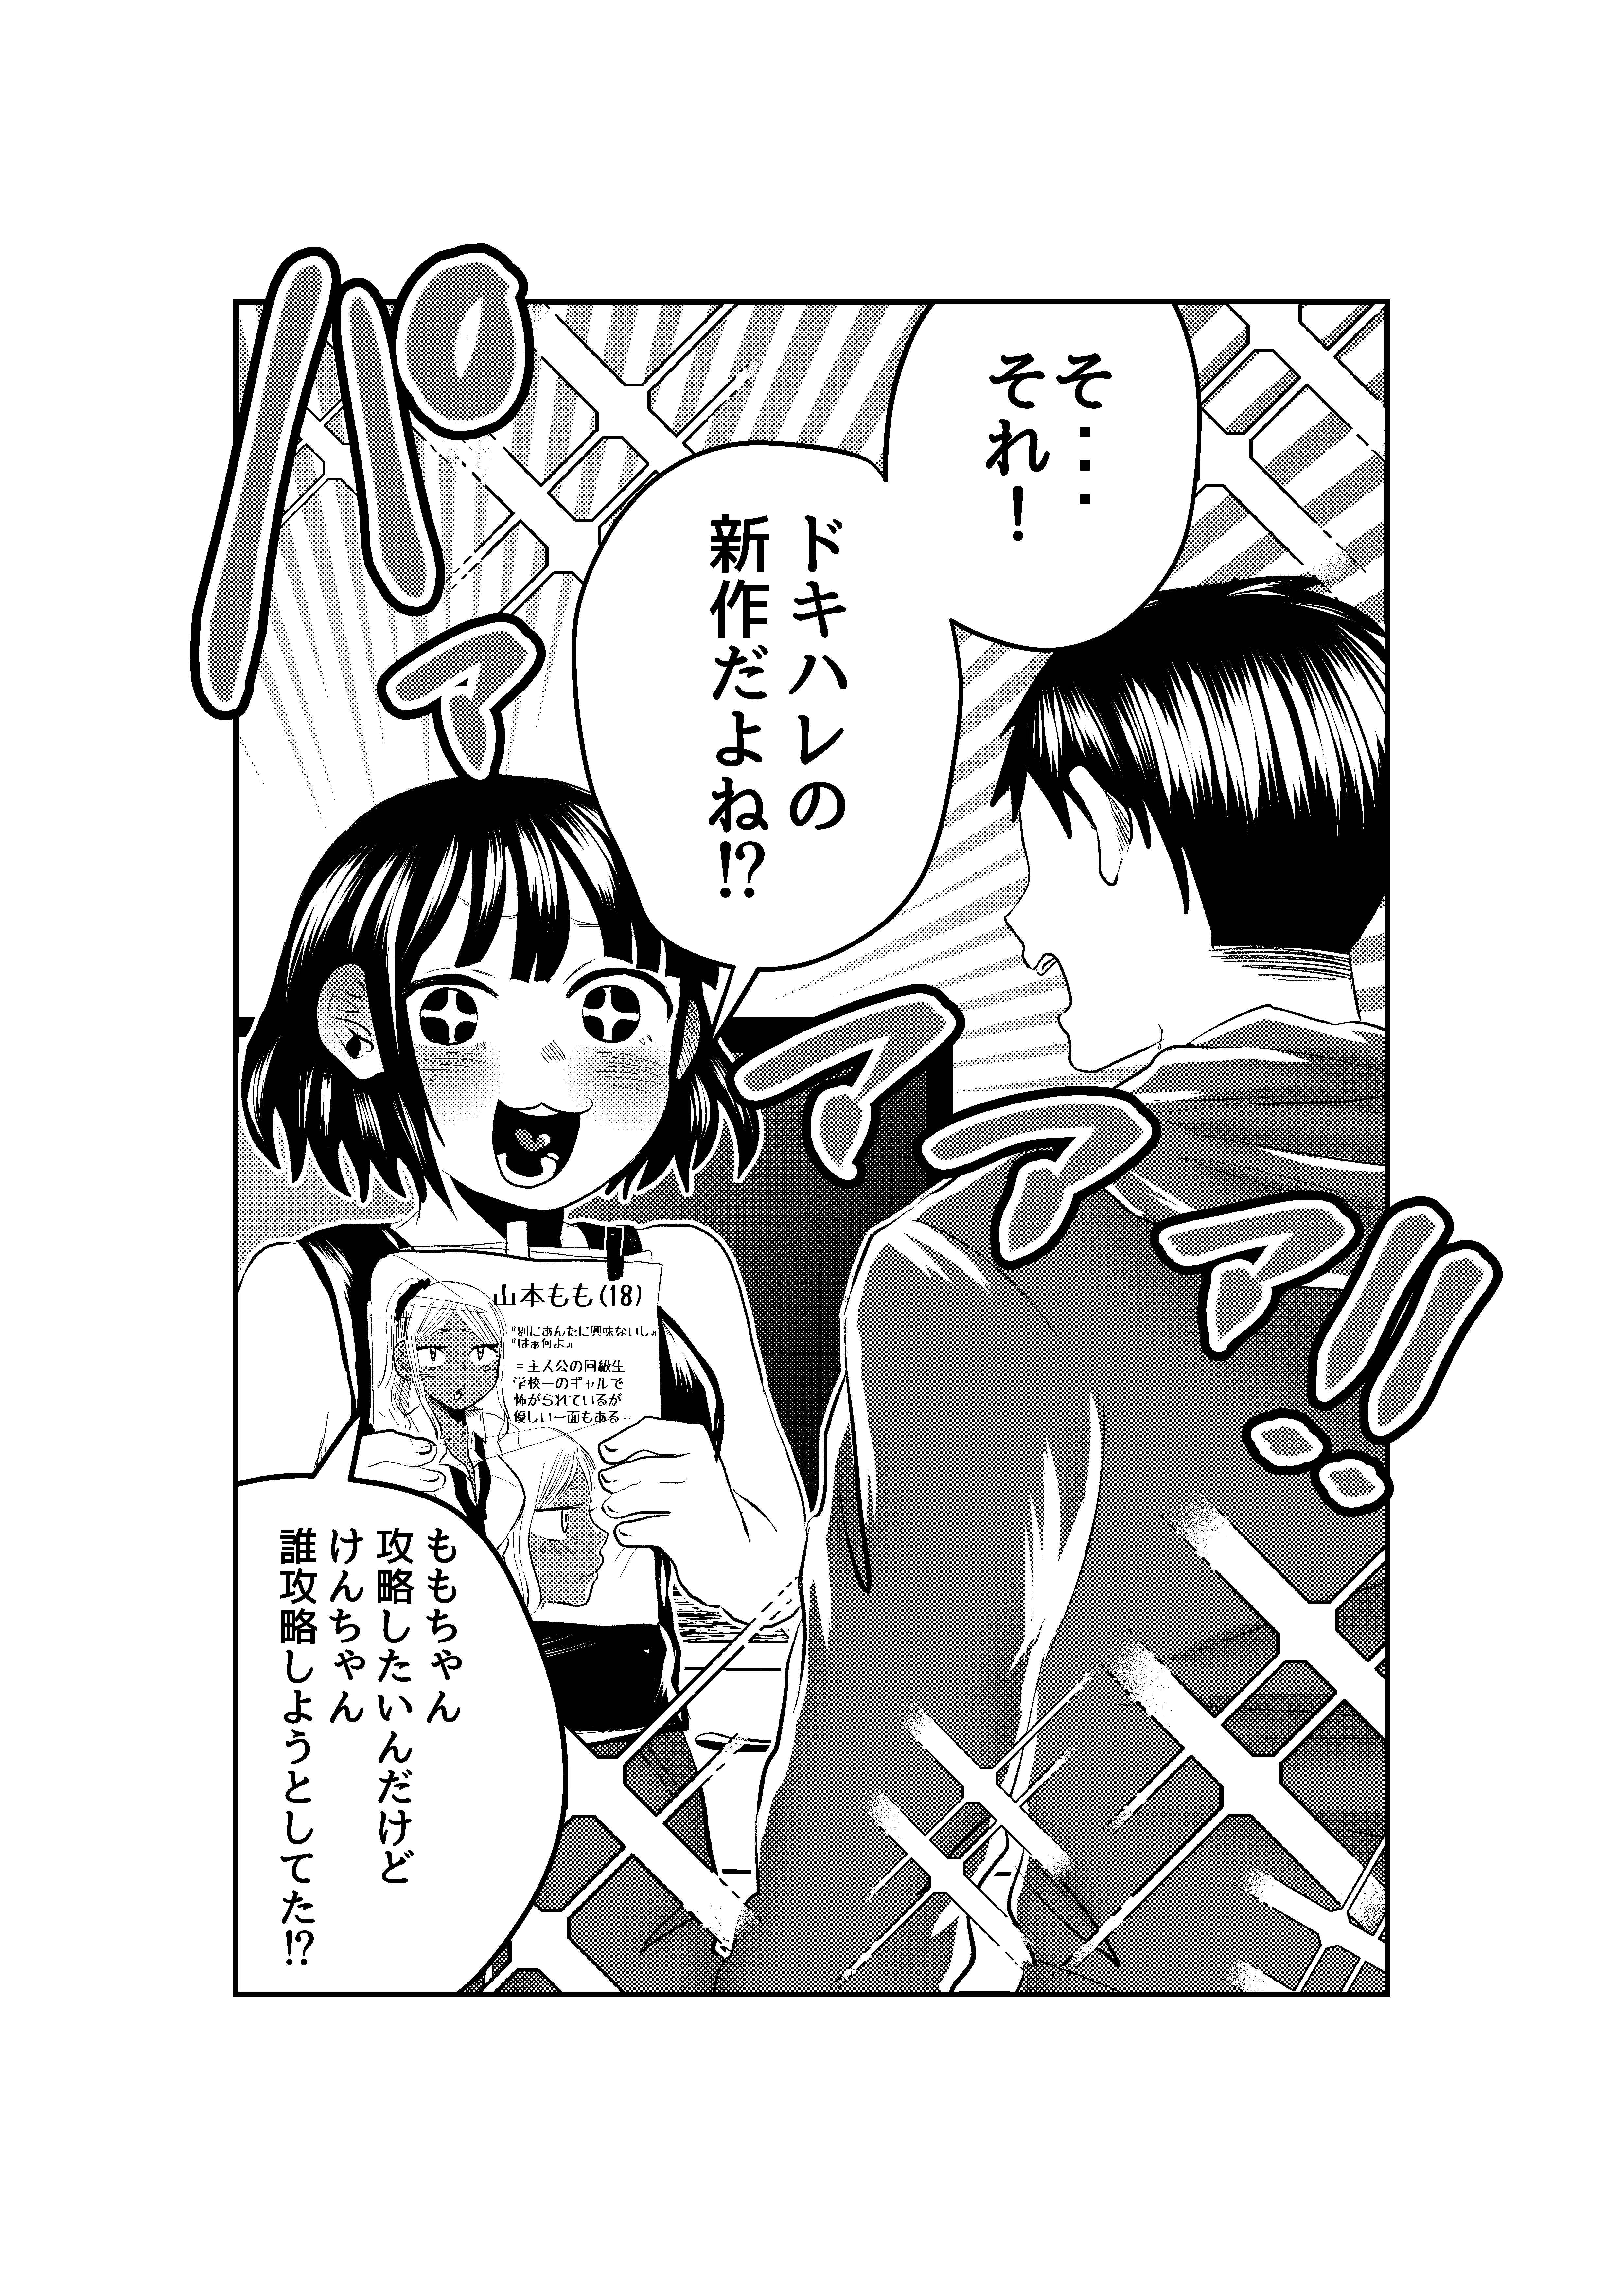 そ・・・
それ！
ドキハレの
新作だよね⁉
パァァァァ！！
山本もも(18)
『別にあんたに興味ないし』
『はぁ何よ』
＝主人公の同級生
学校一のギャルで
怖がられているが
優しい一面もある＝
ももちゃん
攻略したいんだけど
けんちゃん
誰攻略しようとしてた⁉